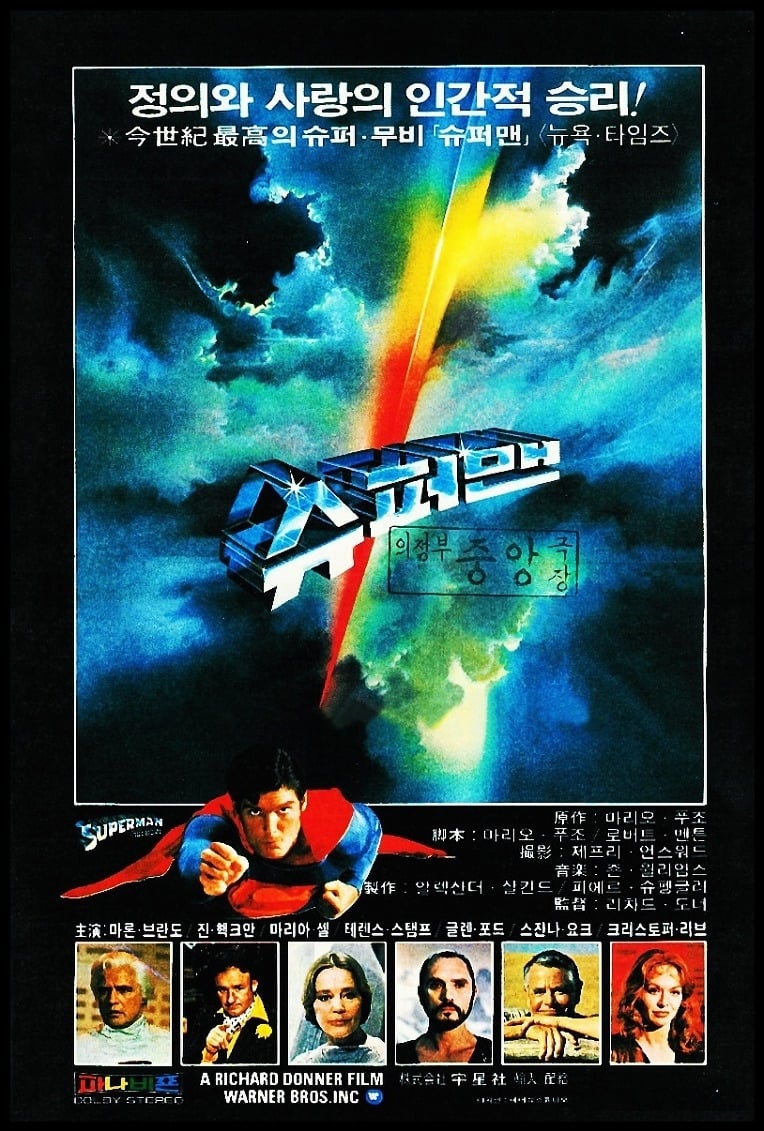 정의와 사랑의 인간적 승리!
※ 今世紀 最高의 슈퍼·무비 「슈퍼맨」 〈뉴욕·타임즈〉
슈퍼맨
의정부 중앙 극장
SUPERMAN
原作 : 마리오·푸조
脚本 : 마리오·푸조 / 로버트·벤튼
撮影 : 제프리·언스워드
音楽 : 죤·윌리암스
製作 : 알렉산더·샐킨드 / 피에르·슈펭글러
監督 : 리차드·도너
主演: 마론·브란도 / 진·핵크만 / 마리아·셀 / 테렌스·스탬프 / 글렌·포드 / 스잔나·요크 / 크리스토퍼·리브
파나비죤
DOLBY STEREO
A RICHARD DONNER FILM
WARNER BROS.INC
株式会社 宇星社 輸入 配給